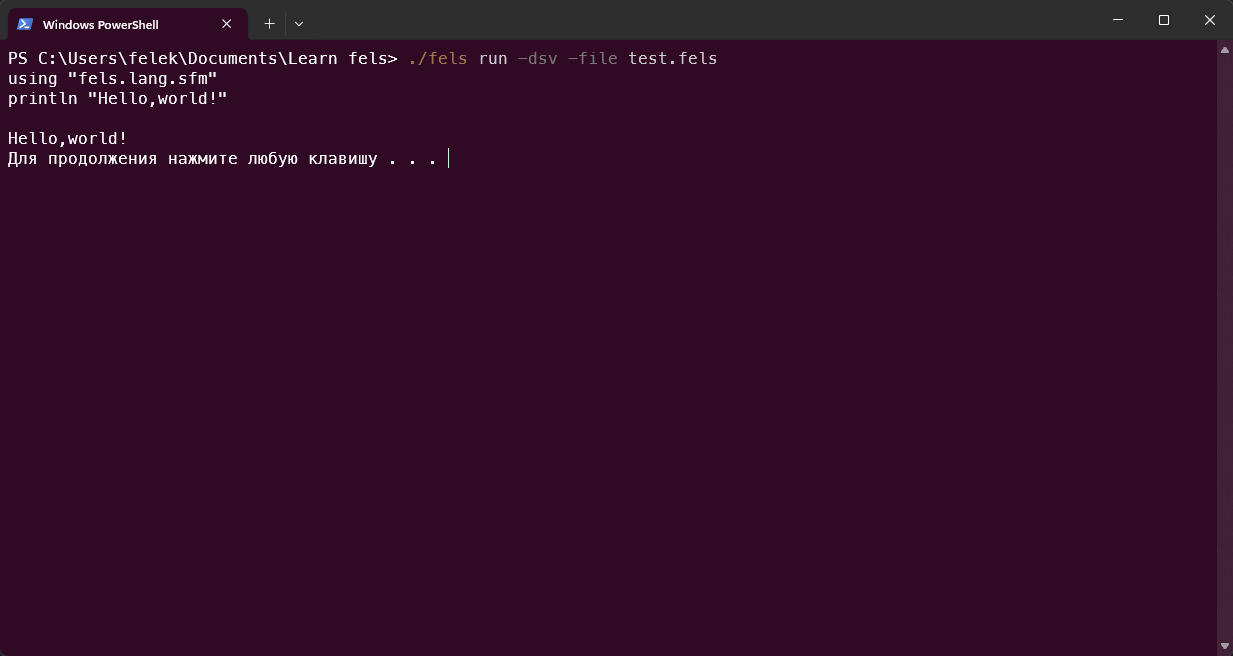 Windows PowerShell
PS C:\Users\felek\Documents\Learn fels> ./fels run -dsv -file test.fels
using "fels.lang.sfm"
println "Hello,world!"
Hello,world!
Для продолжения нажмите любую клавишу . . .